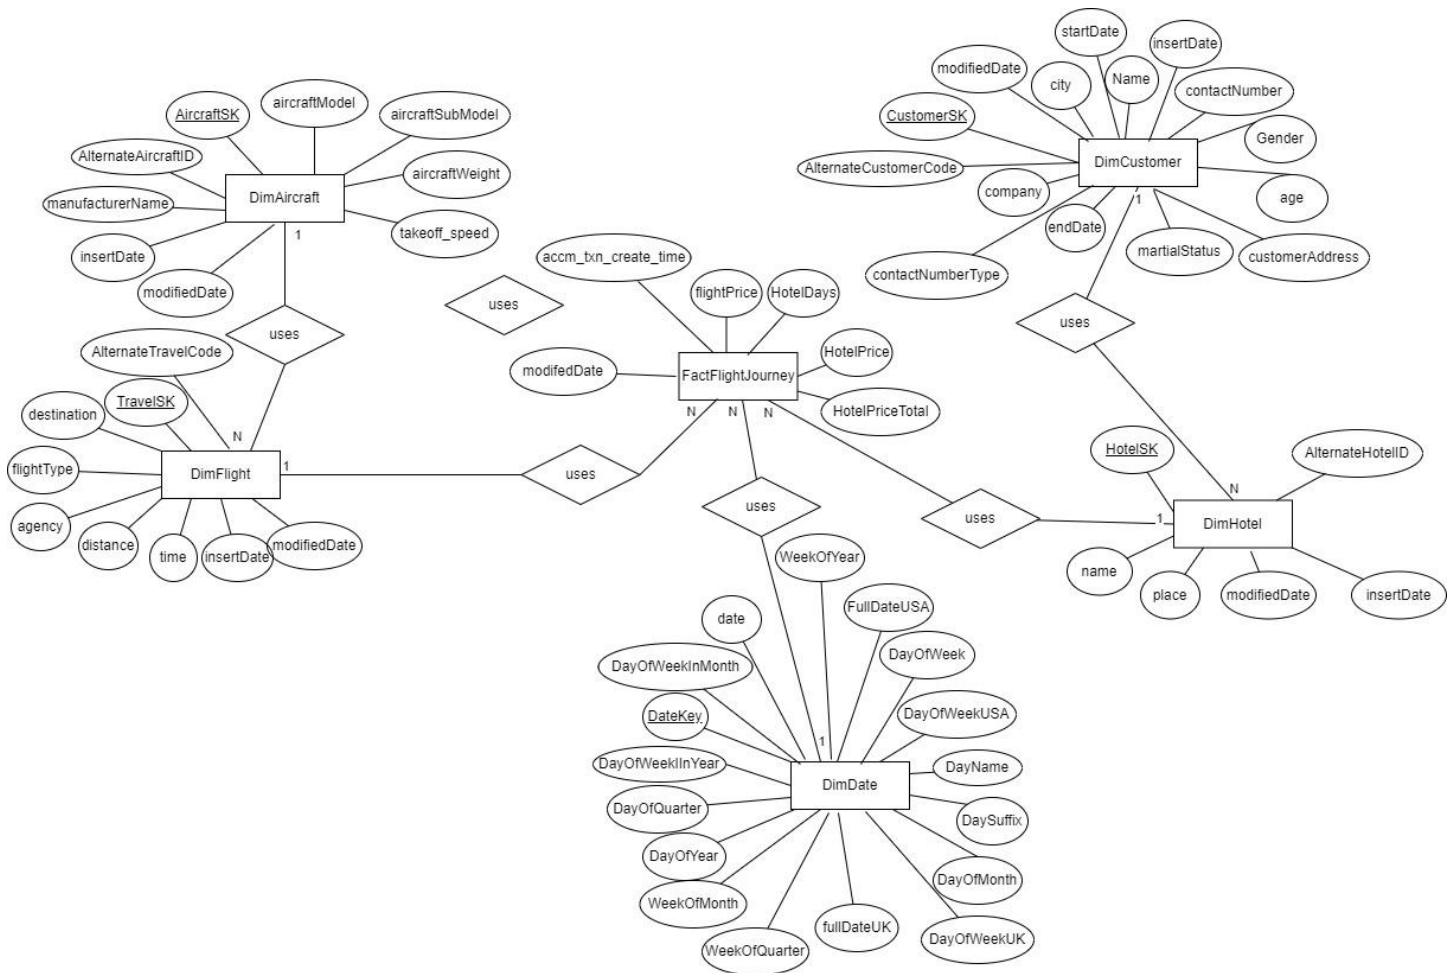 startDate
insertDate
modifiedDate
city
Name
contactNumber
CustomerSK
Gender
AlternateCustomerCode
DimCustomer
company
age
1
endDate
martialStatus
customerAddress
contactNumberType
uses
AircraftSK
aircraftModel
aircraftSubModel
AlternateAircraftID
aircraftWeight
manufacturerName
DimAircraft
takeoff_speed
1
insertDate
modifiedDate
uses
uses
accm_txn_create_time
flightPrice
HotelDays
HotelPrice
modifedDate
FactFlightJourney
HotelPriceTotal
N
N
N
AlternateTravelCode
TravelSK
destination
N
flightType
DimFlight
1
agency
distance
time
insertDate
modifiedDate
uses
uses
uses
HotelSK
AlternateHotelID
N
1
DimHotel
name
place
modifiedDate
insertDate
WeekOfYear
date
FullDateUSA
DayOfWeekInMonth
DayOfWeek
DateKey
DayOfWeekUSA
1
DayOfWeekIInYear
DimDate
DayName
DayOfQuarter
DaySuffix
DayOfYear
DayOfMonth
WeekOfMonth
fullDateUK
DayOfWeekUK
WeekOfQuarter